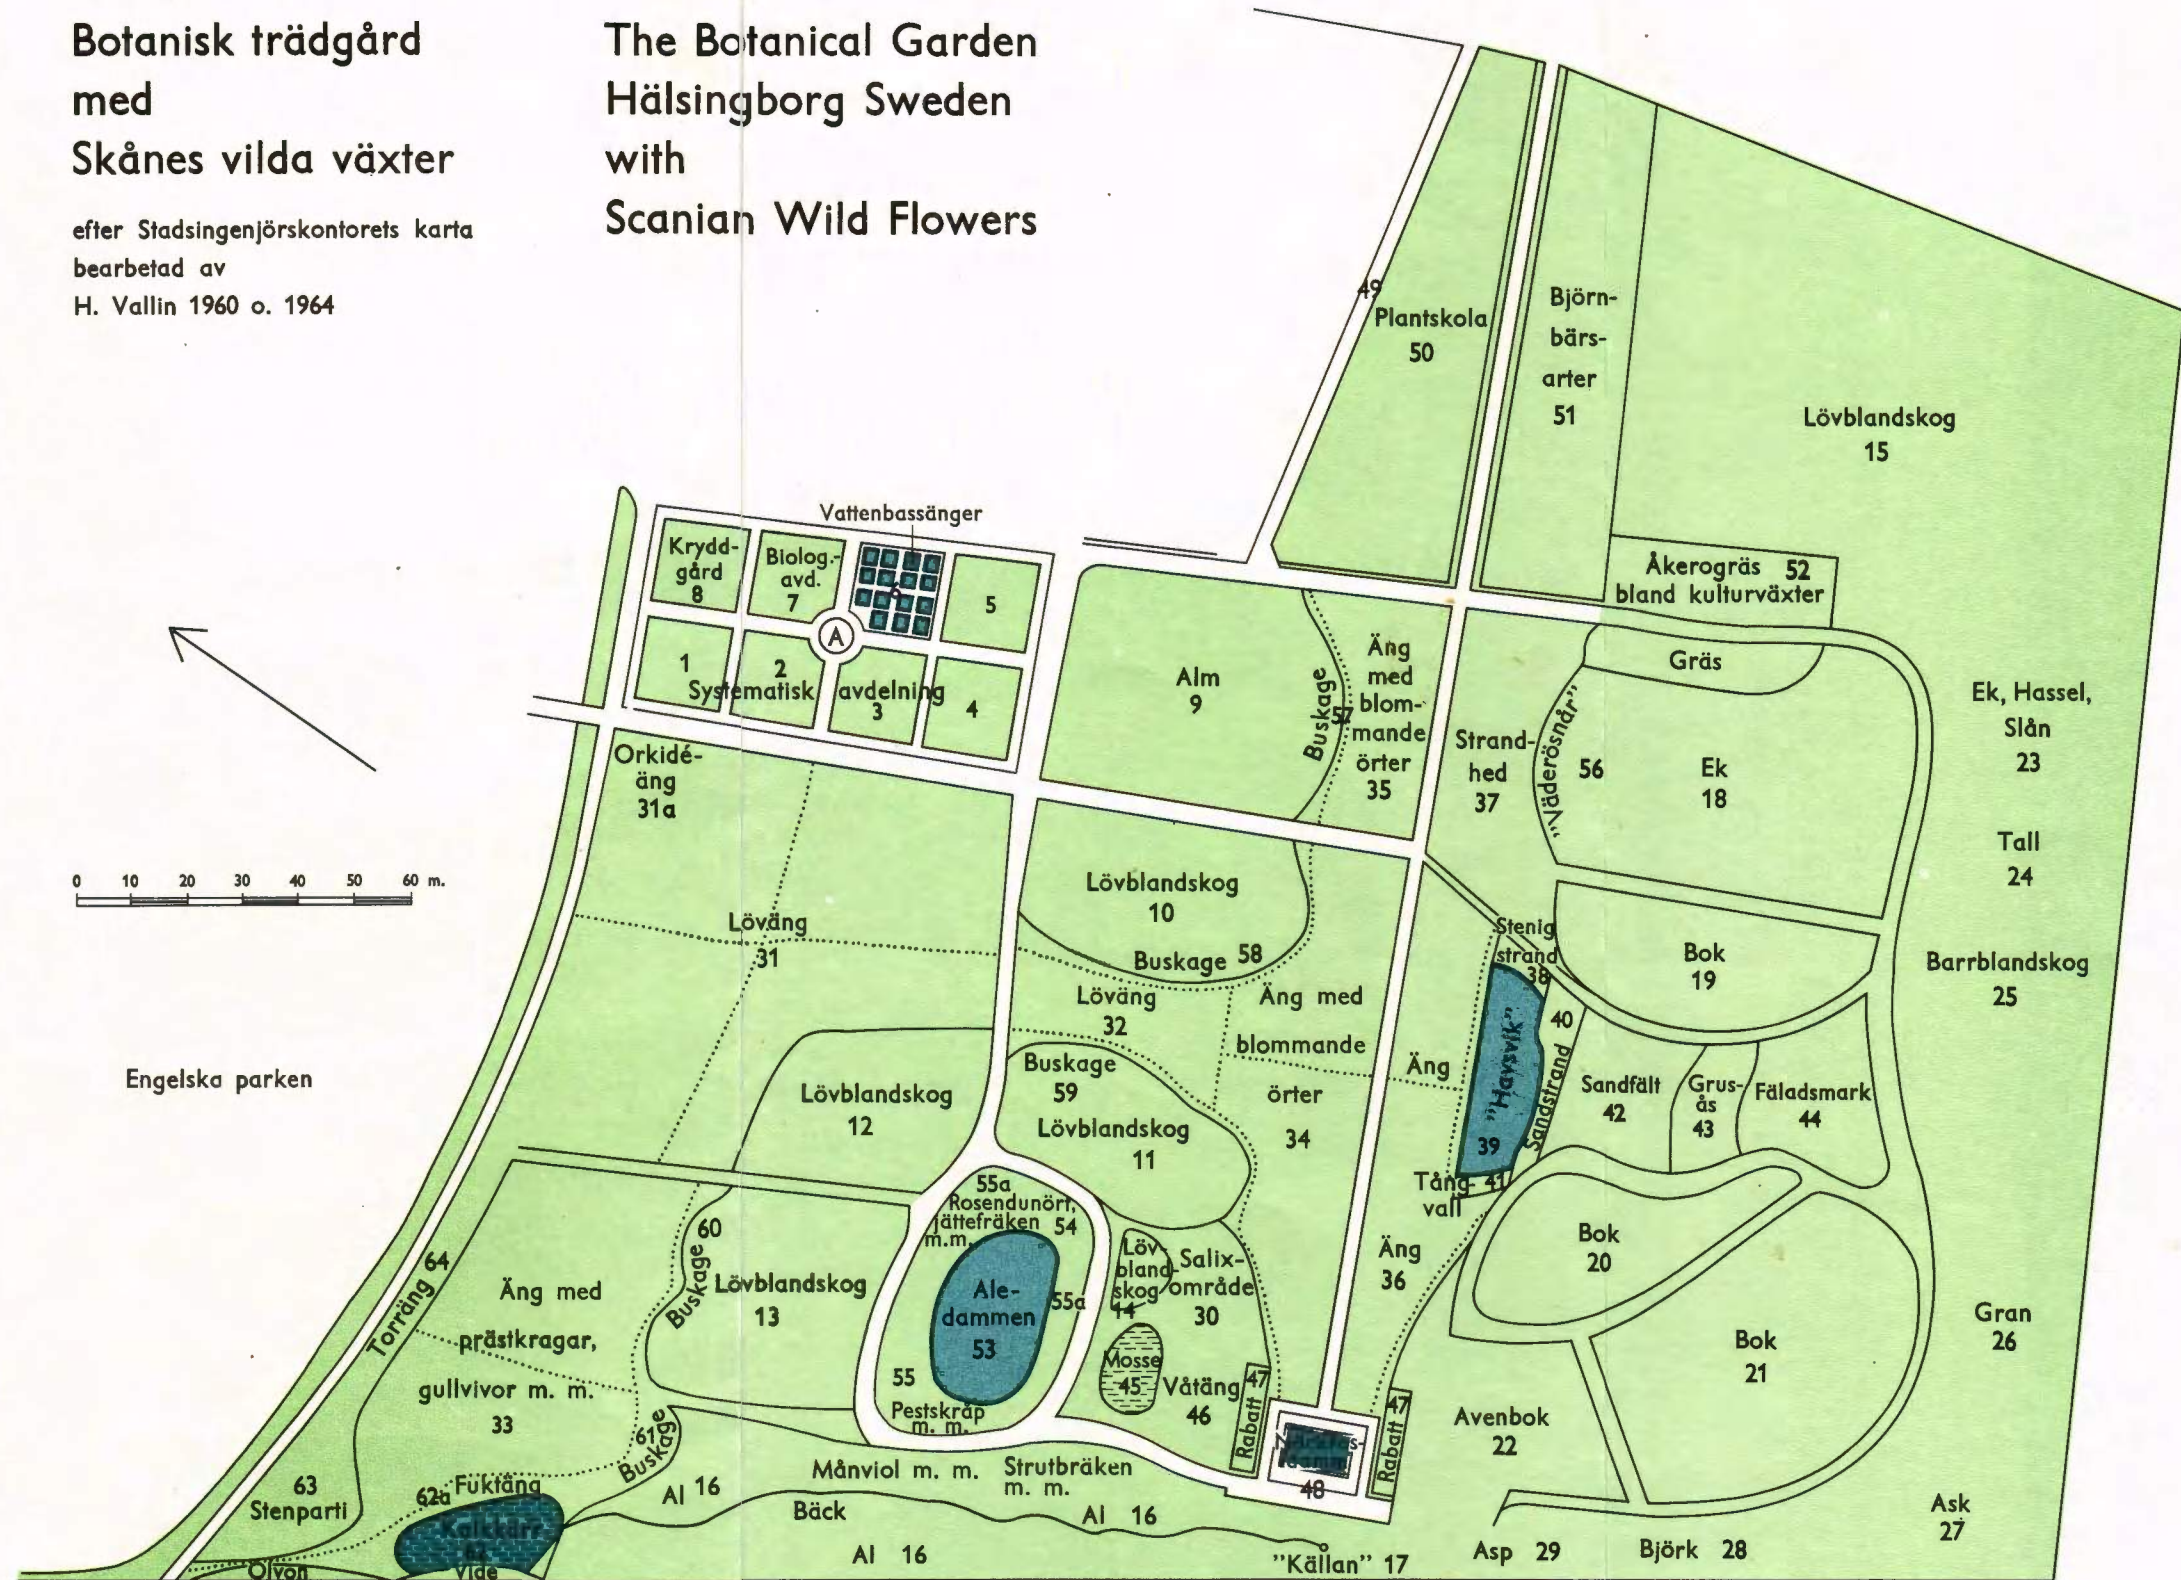 Botanisk trädgård
med
Skånes vilda växter
efter Stadsingenjörskontorets karta
bearbetad av
H. Vallin 1960 o. 1964
The Botanical Garden
Hälsingborg Sweden
with
Scanian Wild Flowers
49
Plantskola
50
Björn-
bärs-
arter
51
Lövblandskog
15
Vattenbassänger
Krydd-
gård
8
Biolog.-
avd.
7
5
A
1
2
Systematisk avdelning
3
4
Åkerogräs 52
bland kulturväxter
Gräs
Alm
9
Buskage
57
Äng
med
blom-
mande
örter
35
Strand-
hed
37
"Väderösnår"
56
Ek
18
Ek, Hassel,
Slån
23
Tall
24
Orkidé-
äng
31a
0 10 20 30 40 50 60 m.
Löväng
31
Lövblandskog
10
Buskage 58
Stenig
strand
38
Bok
19
Barrblandskog
25
Löväng
32
Äng med
blommande
örter
34
Äng
"Havsvik"
39
40
Sandstrand
Sandfält
42
Grus-
ås
43
Fäladsmark
44
Engelska parken
Lövblandskog
12
Buskage
59
Lövblandskog
11
Tång-
vall
41
55a
Rosendunört,
jättefräken 54
m.m.
Äng
36
Bok
20
Torräng 64
Äng med
prästkragar,
gullvivor m. m.
33
60
Buskage
Lövblandskog
13
Ale-
dammen
53
55a
Löv-
bland-
skog
14
Salix-
område
30
Gran
26
Bok
21
55
Pestskråp
m. m.
Mosse
45
Våtäng
46
47
Rabatt
47
Rabatt
48
Avenbok
22
61
Buskage
63
Stenparti
62a Fuktäng
Kalkkärr
62
Al 16
Månviol m. m.
Strutbräken
m. m.
Bäck
Al 16
Ask
27
Olvon
Vide
Al 16
"Källan" 17
Asp 29
Björk 28